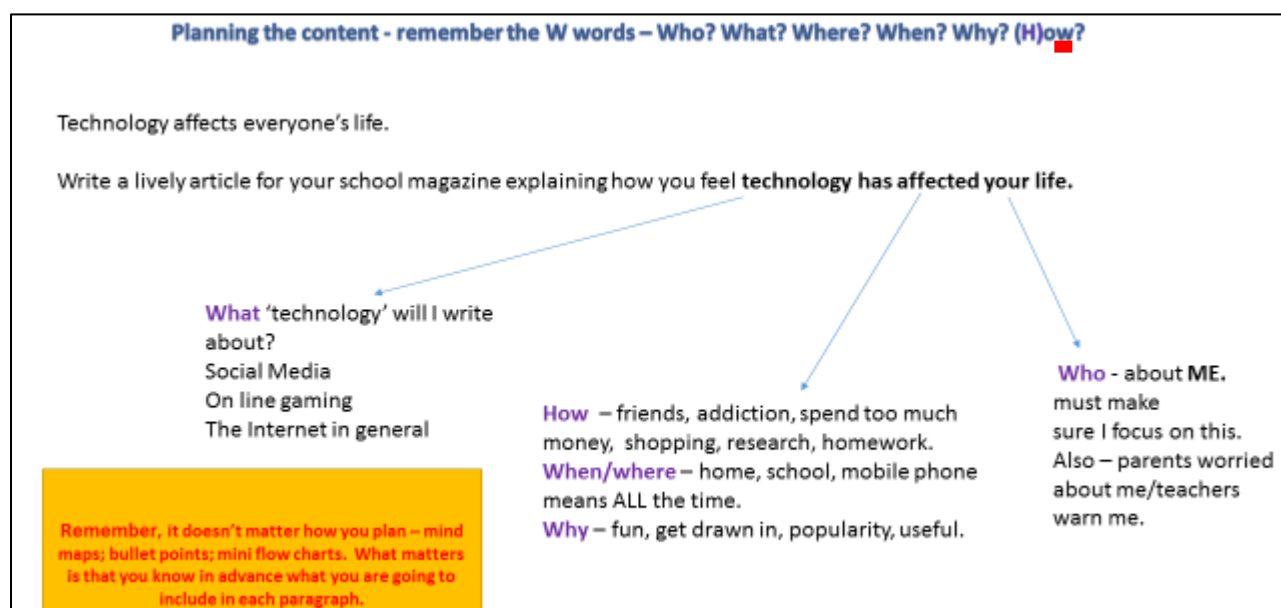 Planning the content - remember the W words – Who? What? Where? When? Why? (H)ow?
Technology affects everyone's life.
Write a lively article for your school magazine explaining how you feel technology has affected your life.
What 'technology' will I write
about?
Social Media
On line gaming
The Internet in general
How – friends, addiction, spend too much
money, shopping, research, homework.
When/where – home, school, mobile phone
means ALL the time.
Why – fun, get drawn in, popularity, useful.
Who - about ME.
must make
sure I focus on this.
Also – parents worried
about me/teachers
warn me.
Remember, it doesn't matter how you plan – mind
maps; bullet points; mini flow charts. What matters
is that you know in advance what you are going to
include in each paragraph.